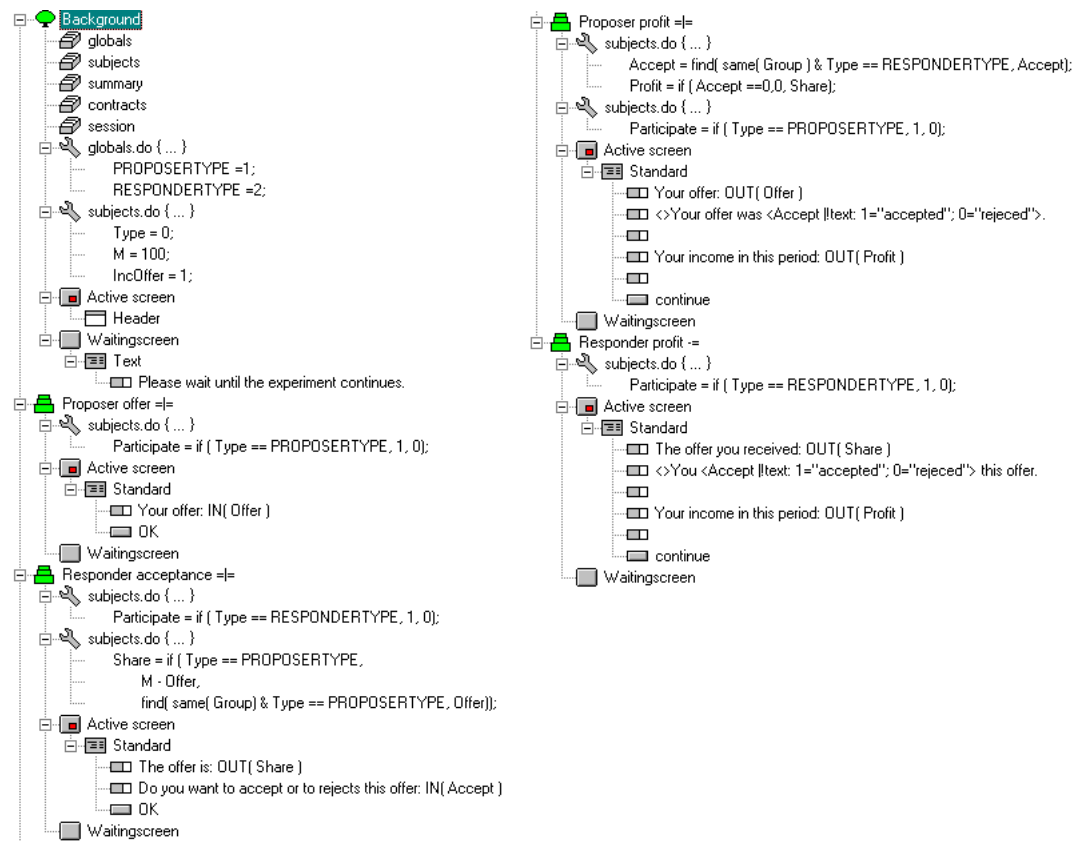 Background
globals
subjects
summary
contracts
session
globals.do { ... }
PROPOSERTYPE =1;
RESPONDERTYPE =2;
subjects.do { ... }
Type = 0;
M = 100;
IncOffer = 1;
Active screen
Header
Waitingscreen
Text
Please wait until the experiment continues.
Proposer offer =|=
subjects.do { ... }
Participate = if ( Type == PROPOSERTYPE, 1, 0);
Active screen
Standard
Your offer: IN( Offer )
OK
Waitingscreen
Responder acceptance =|=
subjects.do { ... }
Participate = if ( Type == RESPONDERTYPE, 1, 0);
subjects.do { ... }
Share = if ( Type == PROPOSERTYPE,
M - Offer,
find( same( Group) & Type == PROPOSERTYPE, Offer));
Active screen
Standard
The offer is: OUT( Share )
Do you want to accept or to rejects this offer: IN( Accept )
OK
Waitingscreen
Proposer profit =|=
subjects.do { ... }
Accept = find( same( Group ) & Type == RESPONDERTYPE, Accept);
Profit = if ( Accept ==0,0, Share);
subjects.do { ... }
Participate = if ( Type == PROPOSERTYPE, 1, 0);
Active screen
Standard
Your offer: OUT( Offer )
<>Your offer was <Accept |!text: 1="accepted"; 0="rejeced">.
Your income in this period: OUT( Profit )
continue
Waitingscreen
Responder profit -=
subjects.do { ... }
Participate = if ( Type == RESPONDERTYPE, 1, 0);
Active screen
Standard
The offer you received: OUT( Share )
<>You <Accept |!text: 1="accepted"; 0="rejeced"> this offer.
Your income in this period: OUT( Profit )
continue
Waitingscreen